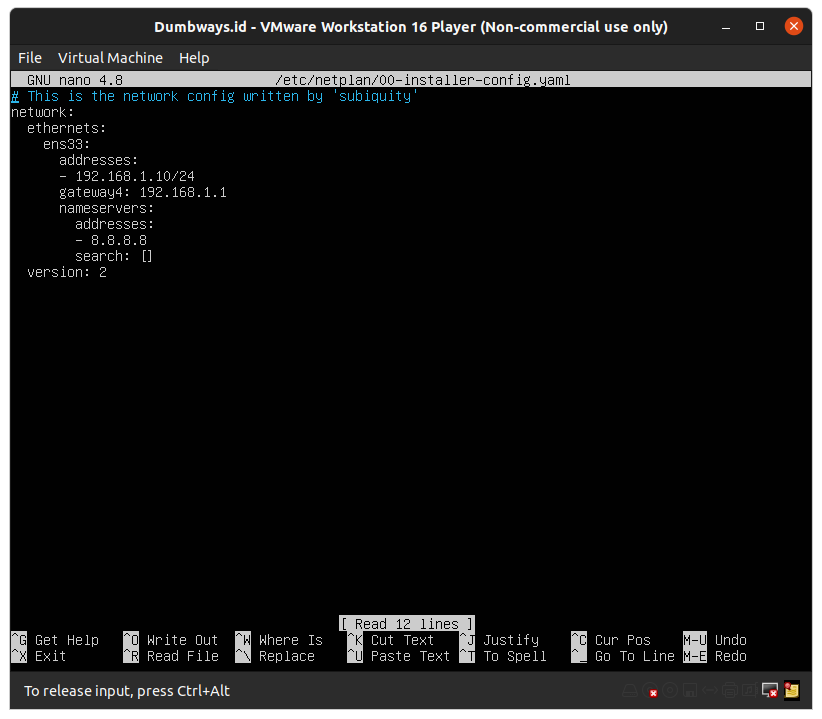 Dumbways.id - VMware Workstation 16 Player (Non-commercial use only)
File Virtual Machine Help
GNU nano 4.8 /etc/netplan/00-installer-config.yaml
# This is the network config written by 'subiquity'
network:
  ethernets:
    ens33:
      addresses:
      - 192.168.1.10/24
      gateway4: 192.168.1.1
      nameservers:
        addresses:
        - 8.8.8.8
        search: []
  version: 2
[ Read 12 lines ]
^G Get Help ^O Write Out ^W Where Is ^K Cut Text ^J Justify ^C Cur Pos M-U Undo
^X Exit ^R Read File ^\ Replace ^U Paste Text ^T To Spell ^_ Go To Line M-E Redo
To release input, press Ctrl+Alt